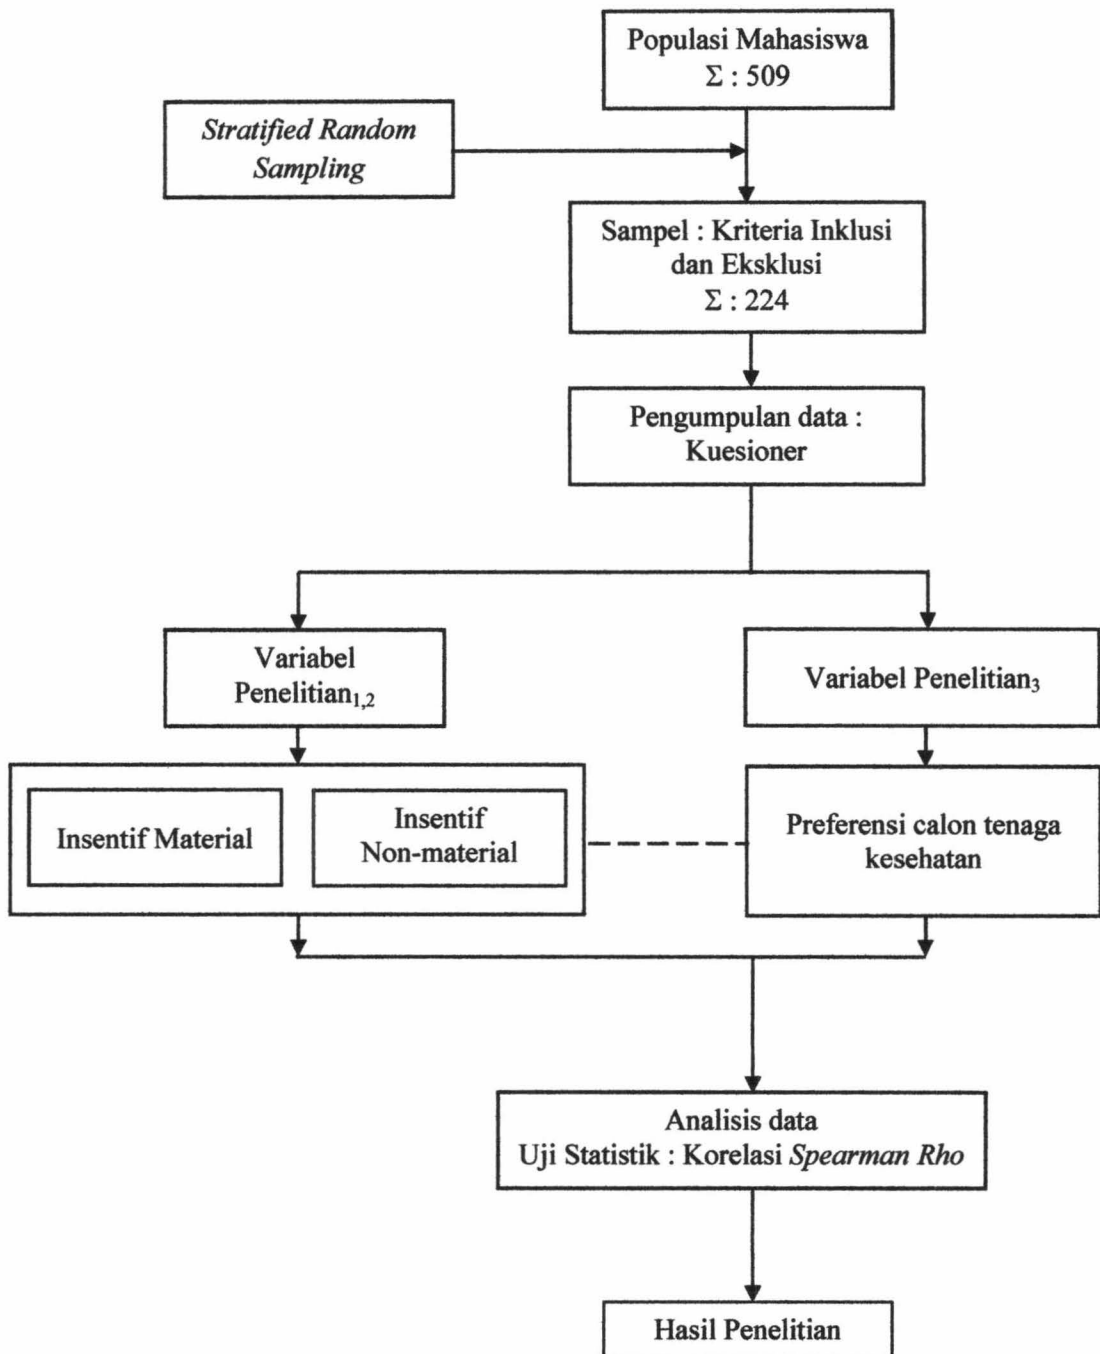 Populasi Mahasiswa
Σ : 509
Stratified Random
Sampling
Sampel : Kriteria Inklusi
dan Eksklusi
Σ : 224
Pengumpulan data :
Kuesioner
Variabel
Penelitian₁,₂
Variabel Penelitian₃
Insentif Material
Insentif
Non-material
Preferensi calon tenaga
kesehatan
Analisis data
Uji Statistik : Korelasi Spearman Rho
Hasil Penelitian